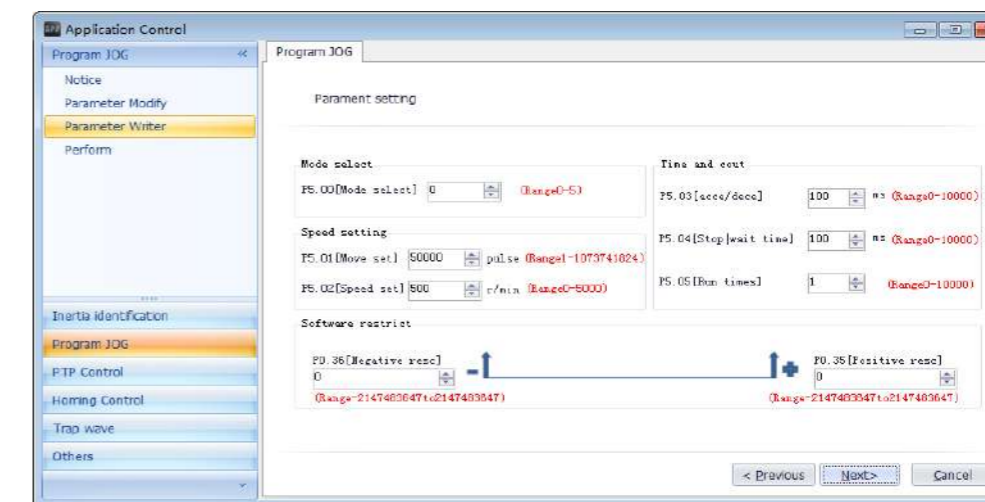 Application Control
Program JOG
Notice
Parameter Modify
Parameter Writer
Perform
Inertia identification
Program JOG
PTP Control
Homing Control
Trap wave
Others
Program JOG
Parament setting
Mode select
P5.00[Mode select] 0 (Range0-5)
Speed setting
P5.01[Move set] 50000 pulse (Range1-1073741824)
P5.02[Speed set] 500 r/min (Range0-5000)
Time and cout
P5.03[acce/dece] 100 ms (Range0-10000)
P5.04[Stop|wait time] 100 ms (Range0-10000)
P5.05[Run times] 1 (Range0-10000)
Software restrict
P0.36[Negative resc]
0
(Range-2147483647to2147483647)
- +
P0.35[Positive resc]
0
(Range-2147483647to2147483647)
< Previous
Next>
Cancel